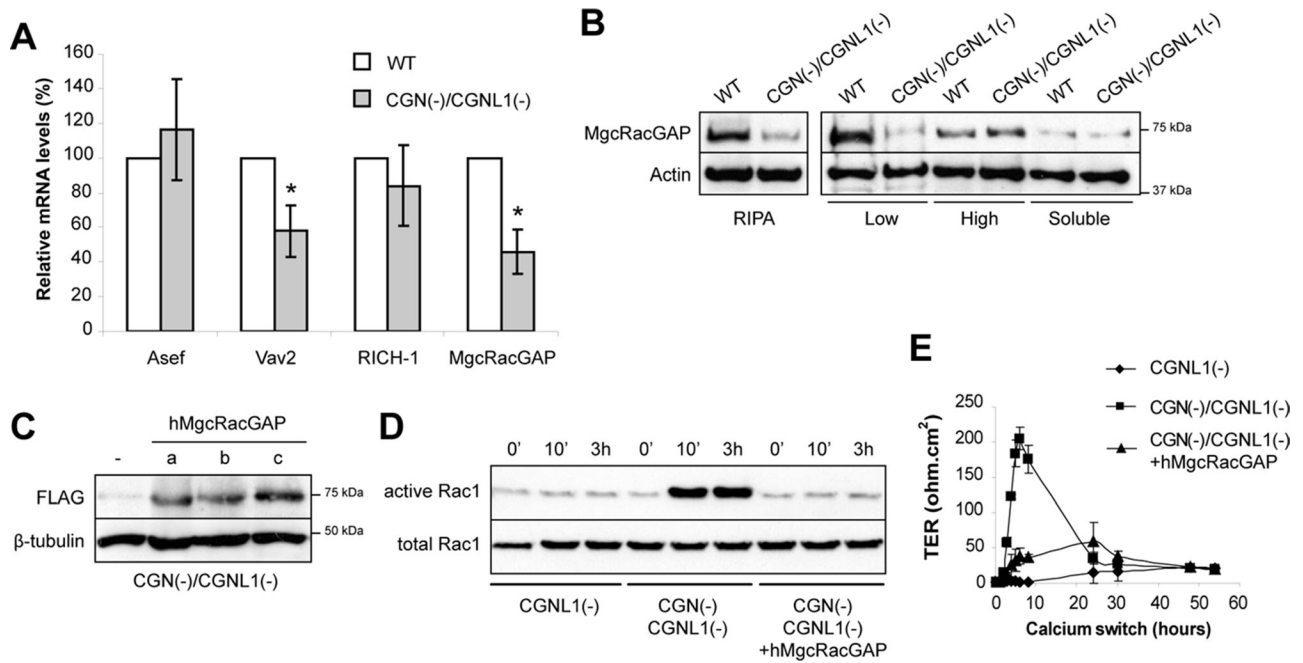 A
Relative mRNA levels (%)
160
140
120
100
80
60
40
20
0
WT
CGN(-)/CGNL1(-)
*
*
Asef
Vav2
RICH-1
MgcRacGAP
B
WT
CGN(-)/CGNL1(-)
WT
CGN(-)/CGNL1(-)
WT
CGN(-)/CGNL1(-)
WT
CGN(-)/CGNL1(-)
MgcRacGAP
75 kDa
Actin
37 kDa
RIPA
Low
High
Soluble
C
hMgcRacGAP
- a b c
FLAG
75 kDa
β-tubulin
50 kDa
CGN(-)/CGNL1(-)
D
0' 10' 3h 0' 10' 3h 0' 10' 3h
active Rac1
total Rac1
CGNL1(-)
CGN(-)
CGNL1(-)
CGN(-)
CGNL1(-)
+hMgcRacGAP
E
CGNL1(-)
CGN(-)/CGNL1(-)
CGN(-)/CGNL1(-)
+hMgcRacGAP
TER (ohm.cm²)
250
200
150
100
50
0
0 10 20 30 40 50 60
Calcium switch (hours)